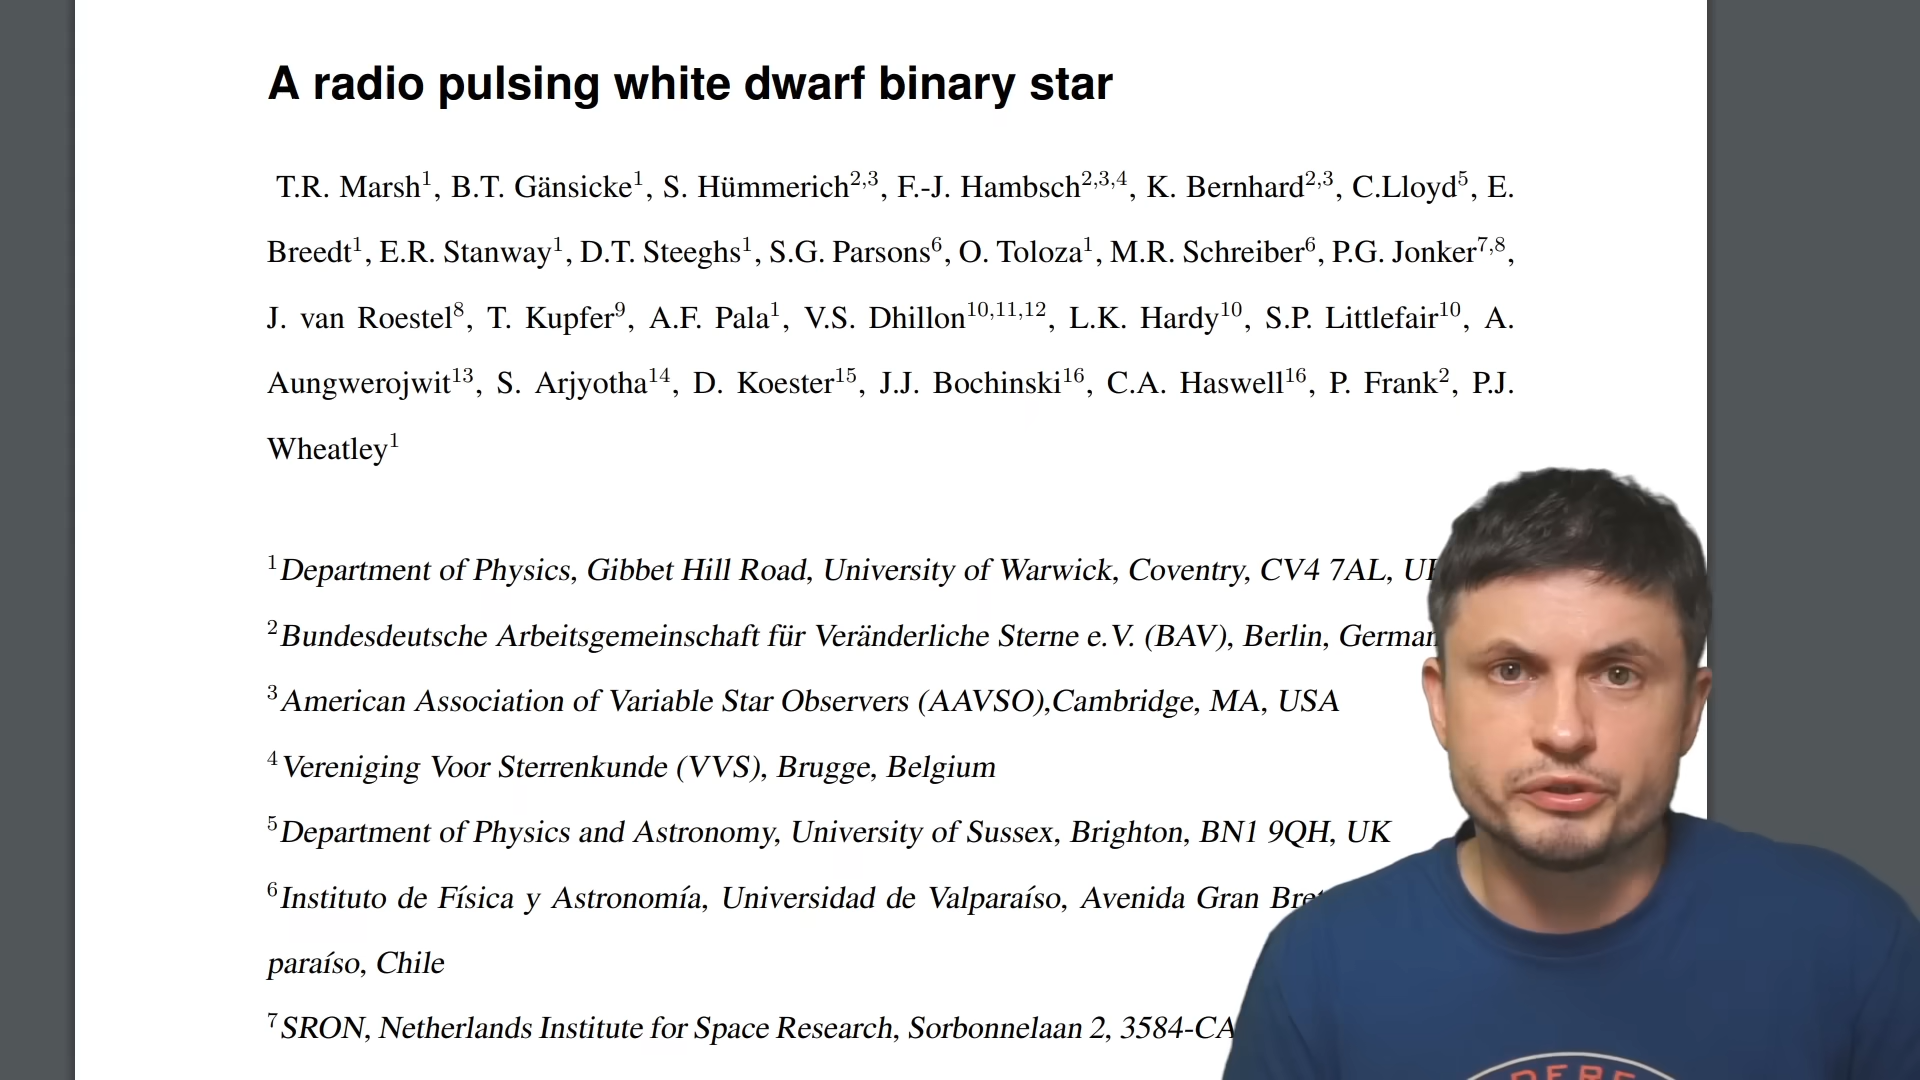 A radio pulsing white dwarf binary star
T.R. Marsh1, B.T. Gänsicke1, S. Hümmerich2,3, F.-J. Hambsch2,3,4, K. Bernhard2,3, C.Lloyd5, E.
Breedt1, E.R. Stanway1, D.T. Steeghs1, S.G. Parsons6, O. Toloza1, M.R. Schreiber6, P.G. Jonker7,8,
J. van Roestel8, T. Kupfer9, A.F. Pala1, V.S. Dhillon10,11,12, L.K. Hardy10, S.P. Littlefair10, A.
Aungwerojwit13, S. Arjyotha14, D. Koester15, J.J. Bochinski16, C.A. Haswell16, P. Frank2, P.J.
Wheatley1
1Department of Physics, Gibbet Hill Road, University of Warwick, Coventry, CV4 7AL,
2Bundesdeutsche Arbeitsgemeinschaft für Veränderliche Sterne e.V. (BAV), Berlin, German
3American Association of Variable Star Observers (AAVSO),Cambridge, MA, USA
4Vereniging Voor Sterrenkunde (VVS), Brugge, Belgium
5Department of Physics and Astronomy, University of Sussex, Brighton, BN1 9QH, UK
6Instituto de Física y Astronomía, Universidad de Valparaíso, Avenida Gran Bre
paraíso, Chile
7SRON, Netherlands Institute for Space Research, Sorbonnelaan 2, 3584-CA